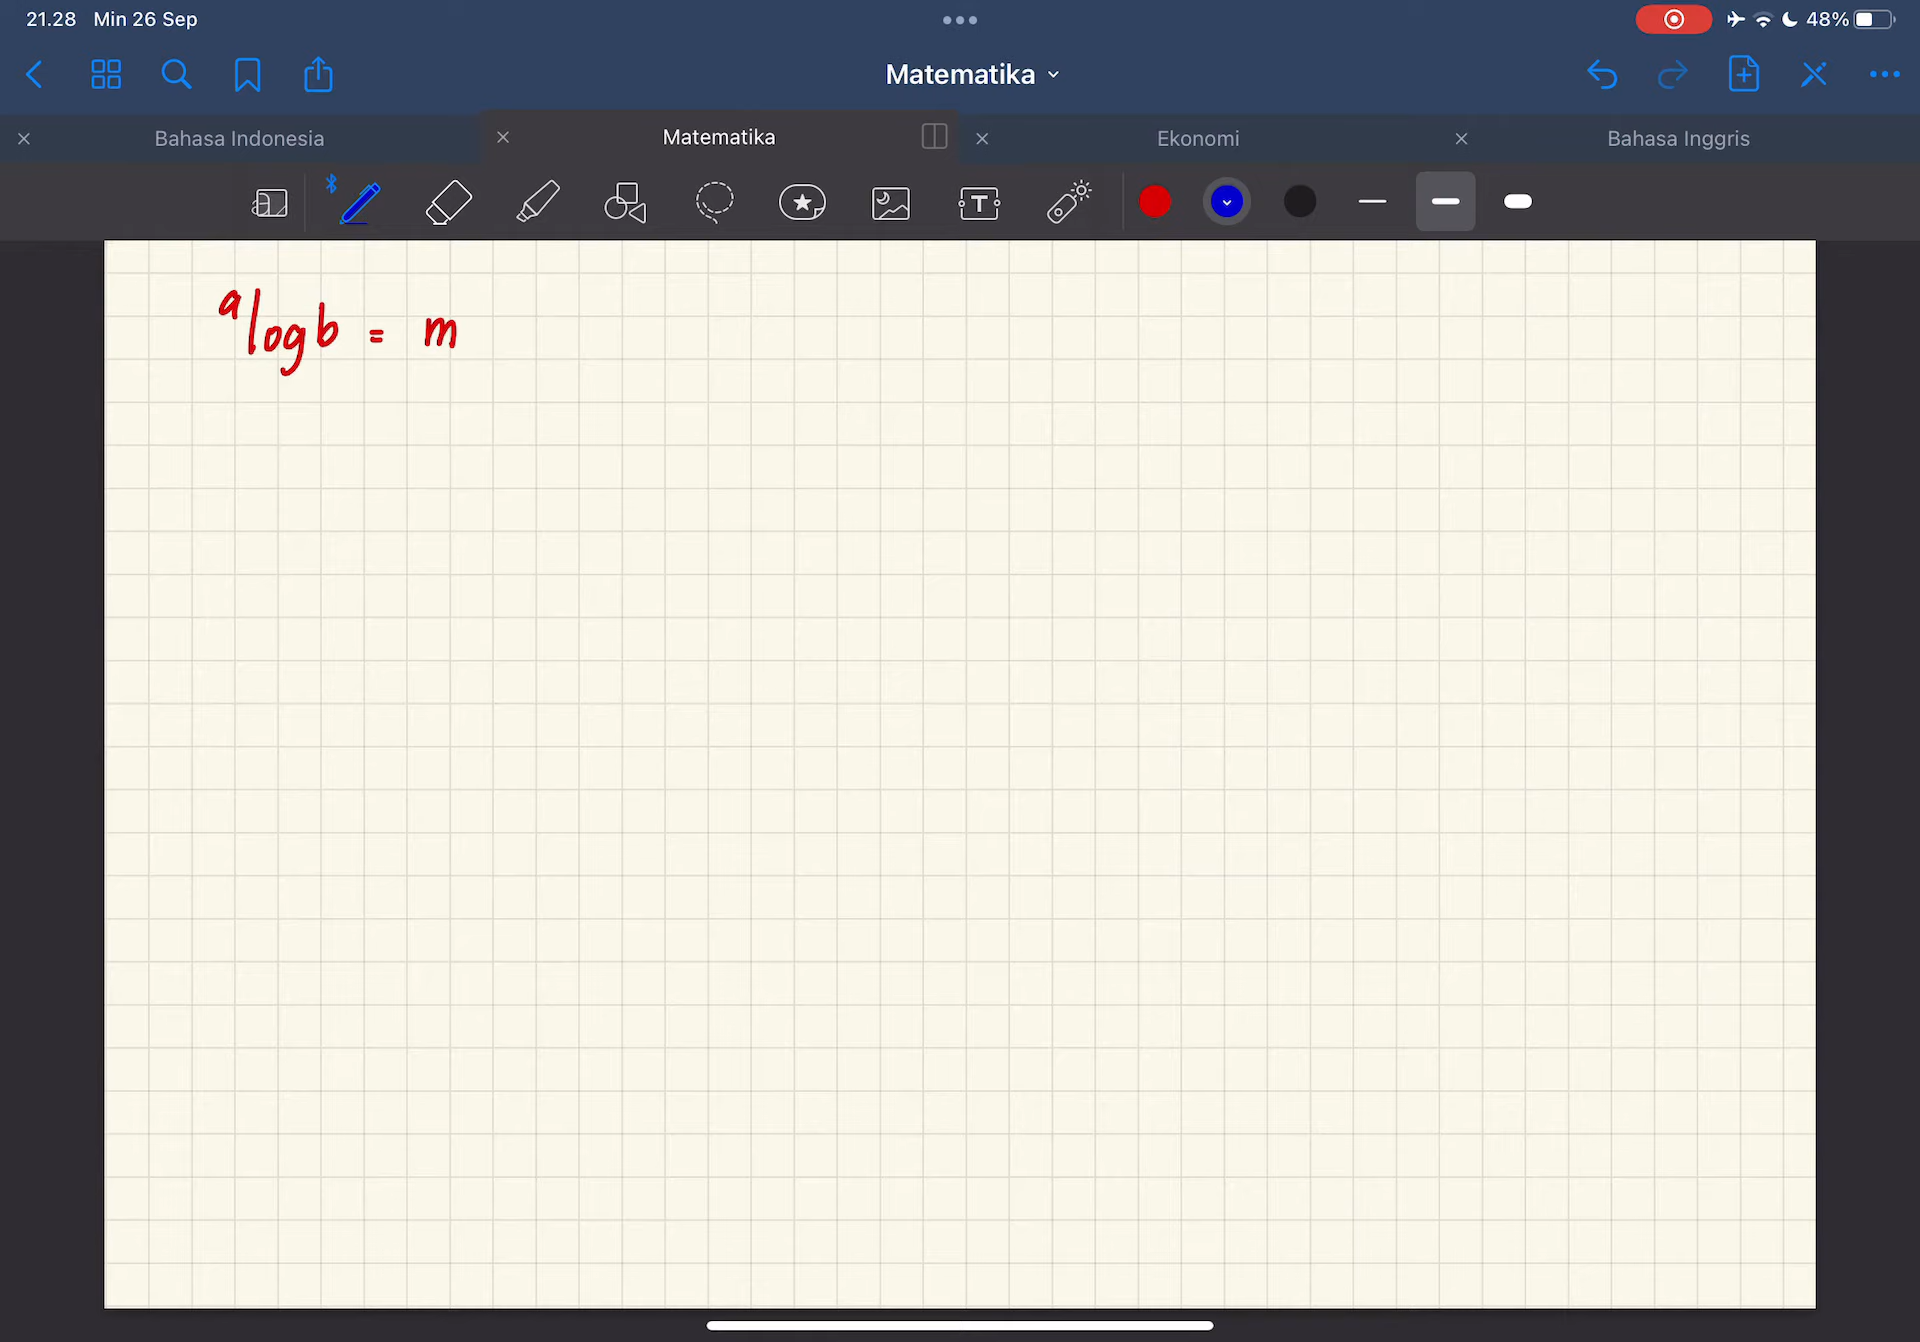 21.28 Min 26 Sep 48%
Matematika
Bahasa Indonesia Matematika Ekonomi Bahasa Inggris
T
ᵃlog b = m